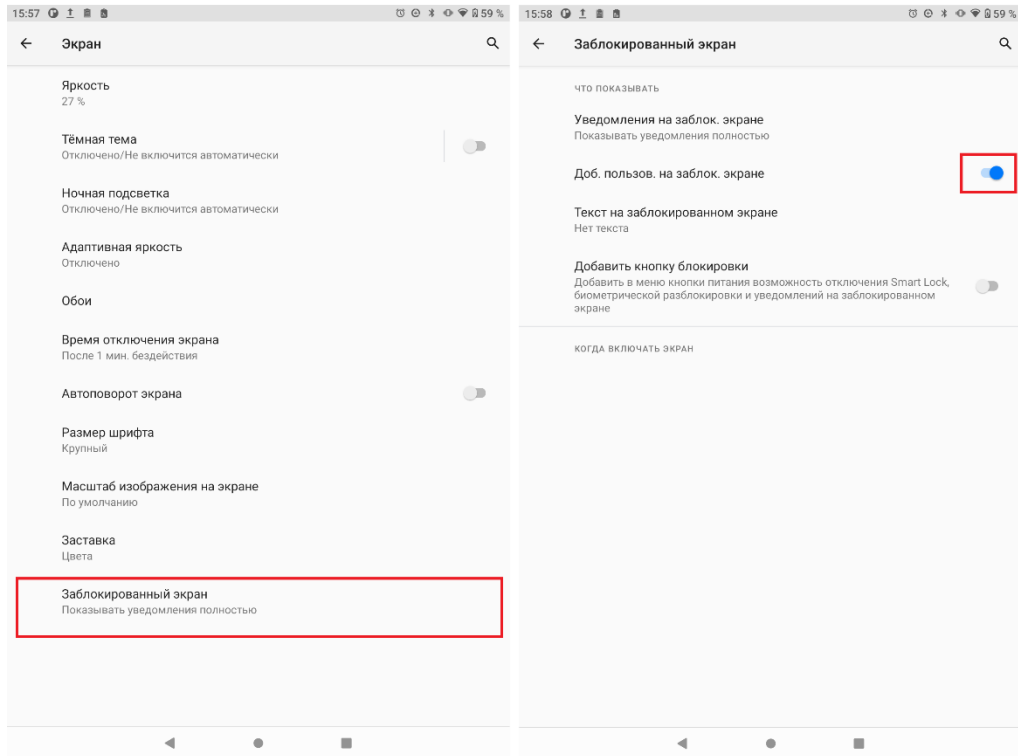 15:57
59 %
Экран
Яркость
27 %
Тёмная тема
Отключено/Не включится автоматически
Ночная подсветка
Отключено/Не включится автоматически
Адаптивная яркость
Отключено
Обои
Время отключения экрана
После 1 мин. бездействия
Автоповорот экрана
Размер шрифта
Крупный
Масштаб изображения на экране
По умолчанию
Заставка
Цвета
Заблокированный экран
Показывать уведомления полностью
15:58
59 %
Заблокированный экран
ЧТО ПОКАЗЫВАТЬ
Уведомления на заблок. экране
Показывать уведомления полностью
Доб. пользов. на заблок. экране
Текст на заблокированном экране
Нет текста
Добавить кнопку блокировки
Добавить в меню кнопки питания возможность отключения Smart Lock,
биометрической разблокировки и уведомлений на заблокированном
экране
КОГДА ВКЛЮЧАТЬ ЭКРАН